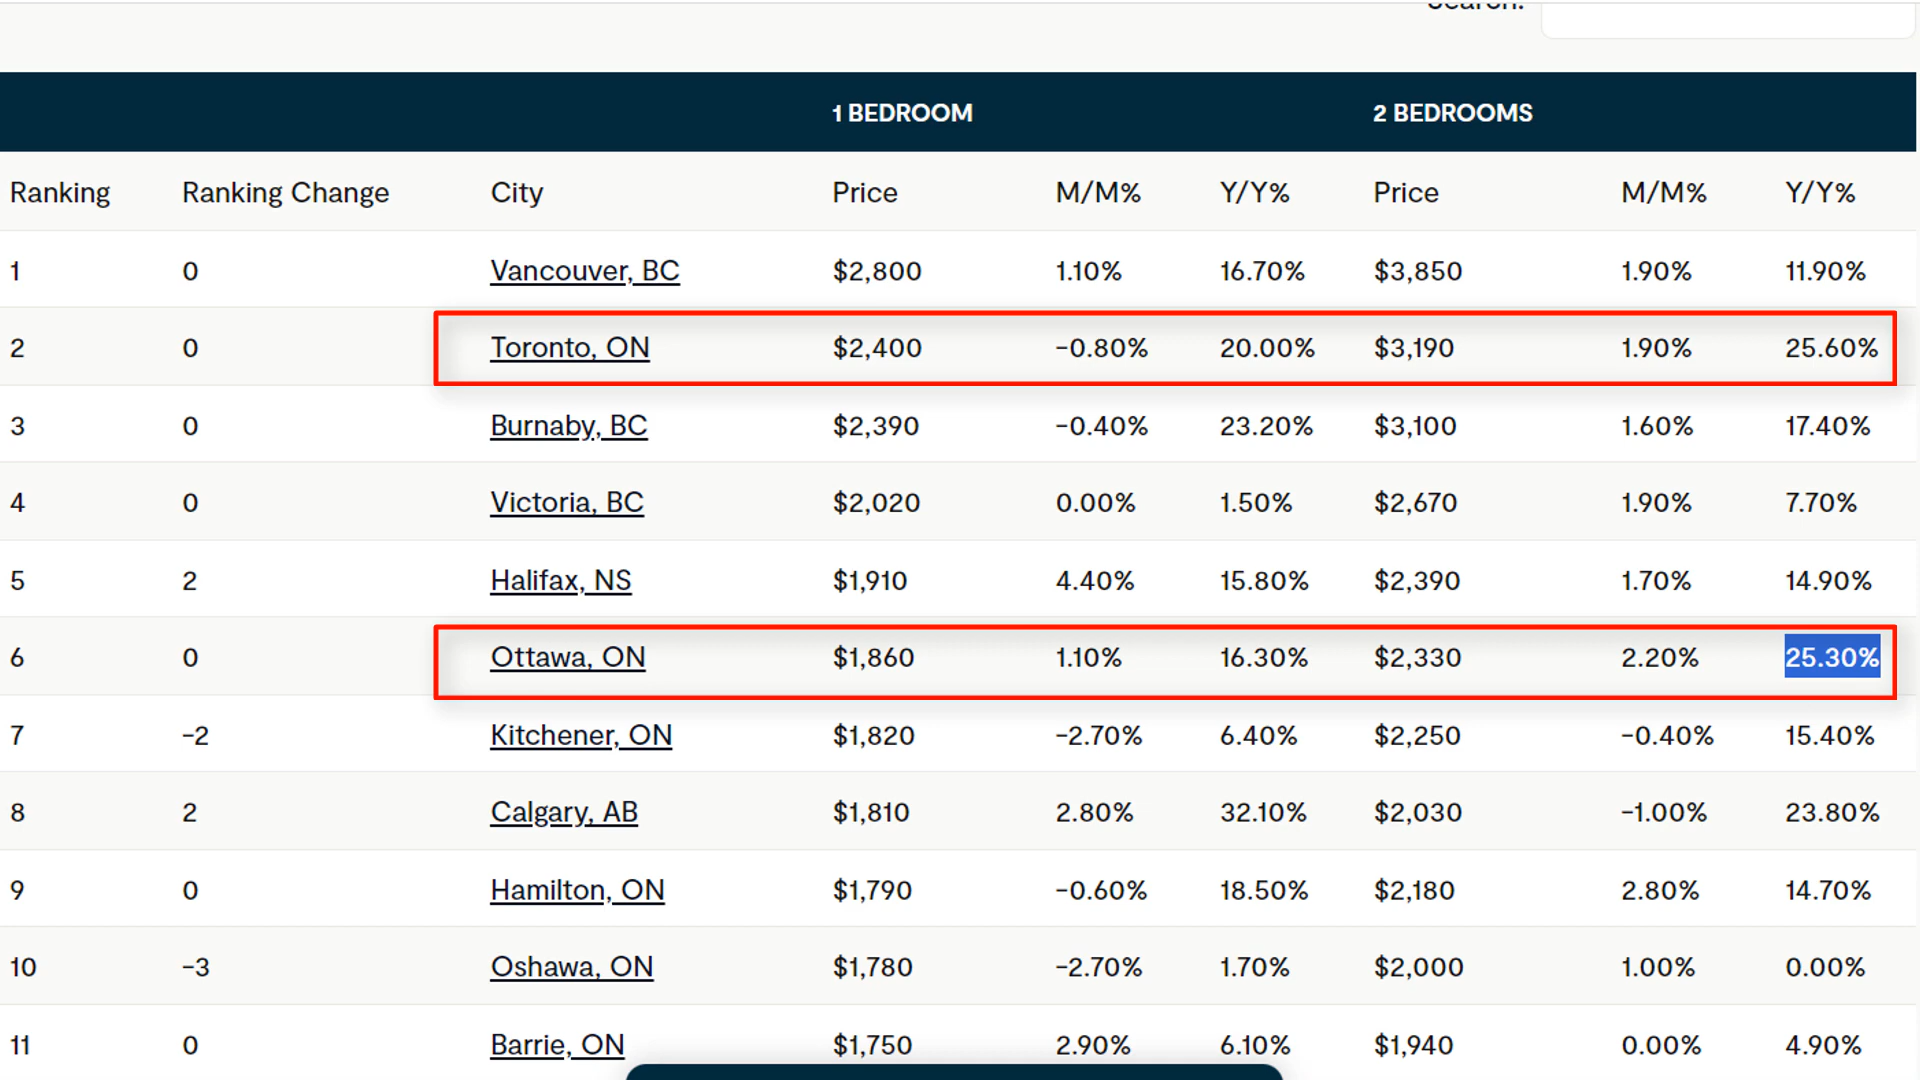 Search:
1 BEDROOM 2 BEDROOMS
Ranking Ranking Change City Price M/M% Y/Y% Price M/M% Y/Y%
1 0 Vancouver, BC $2,800 1.10% 16.70% $3,850 1.90% 11.90%
2 0 Toronto, ON $2,400 −0.80% 20.00% $3,190 1.90% 25.60%
3 0 Burnaby, BC $2,390 −0.40% 23.20% $3,100 1.60% 17.40%
4 0 Victoria, BC $2,020 0.00% 1.50% $2,670 1.90% 7.70%
5 2 Halifax, NS $1,910 4.40% 15.80% $2,390 1.70% 14.90%
6 0 Ottawa, ON $1,860 1.10% 16.30% $2,330 2.20% 25.30%
7 −2 Kitchener, ON $1,820 −2.70% 6.40% $2,250 −0.40% 15.40%
8 2 Calgary, AB $1,810 2.80% 32.10% $2,030 −1.00% 23.80%
9 0 Hamilton, ON $1,790 −0.60% 18.50% $2,180 2.80% 14.70%
10 −3 Oshawa, ON $1,780 −2.70% 1.70% $2,000 1.00% 0.00%
11 0 Barrie, ON $1,750 2.90% 6.10% $1,940 0.00% 4.90%